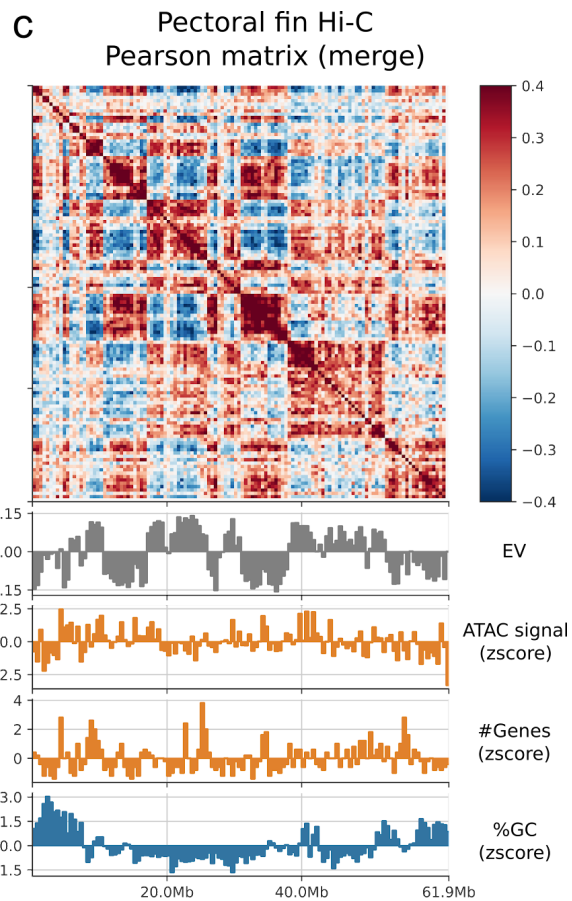 C
Pectoral fin Hi-C
Pearson matrix (merge)
0.4
0.3
0.2
0.1
0.0
−0.1
−0.2
−0.3
−0.4
.15
.00
.15
EV
2.5
0.0
2.5
ATAC signal
(zscore)
4
2
0
#Genes
(zscore)
3.0
1.5
0.0
1.5
%GC
(zscore)
20.0Mb
40.0Mb
61.9Mb